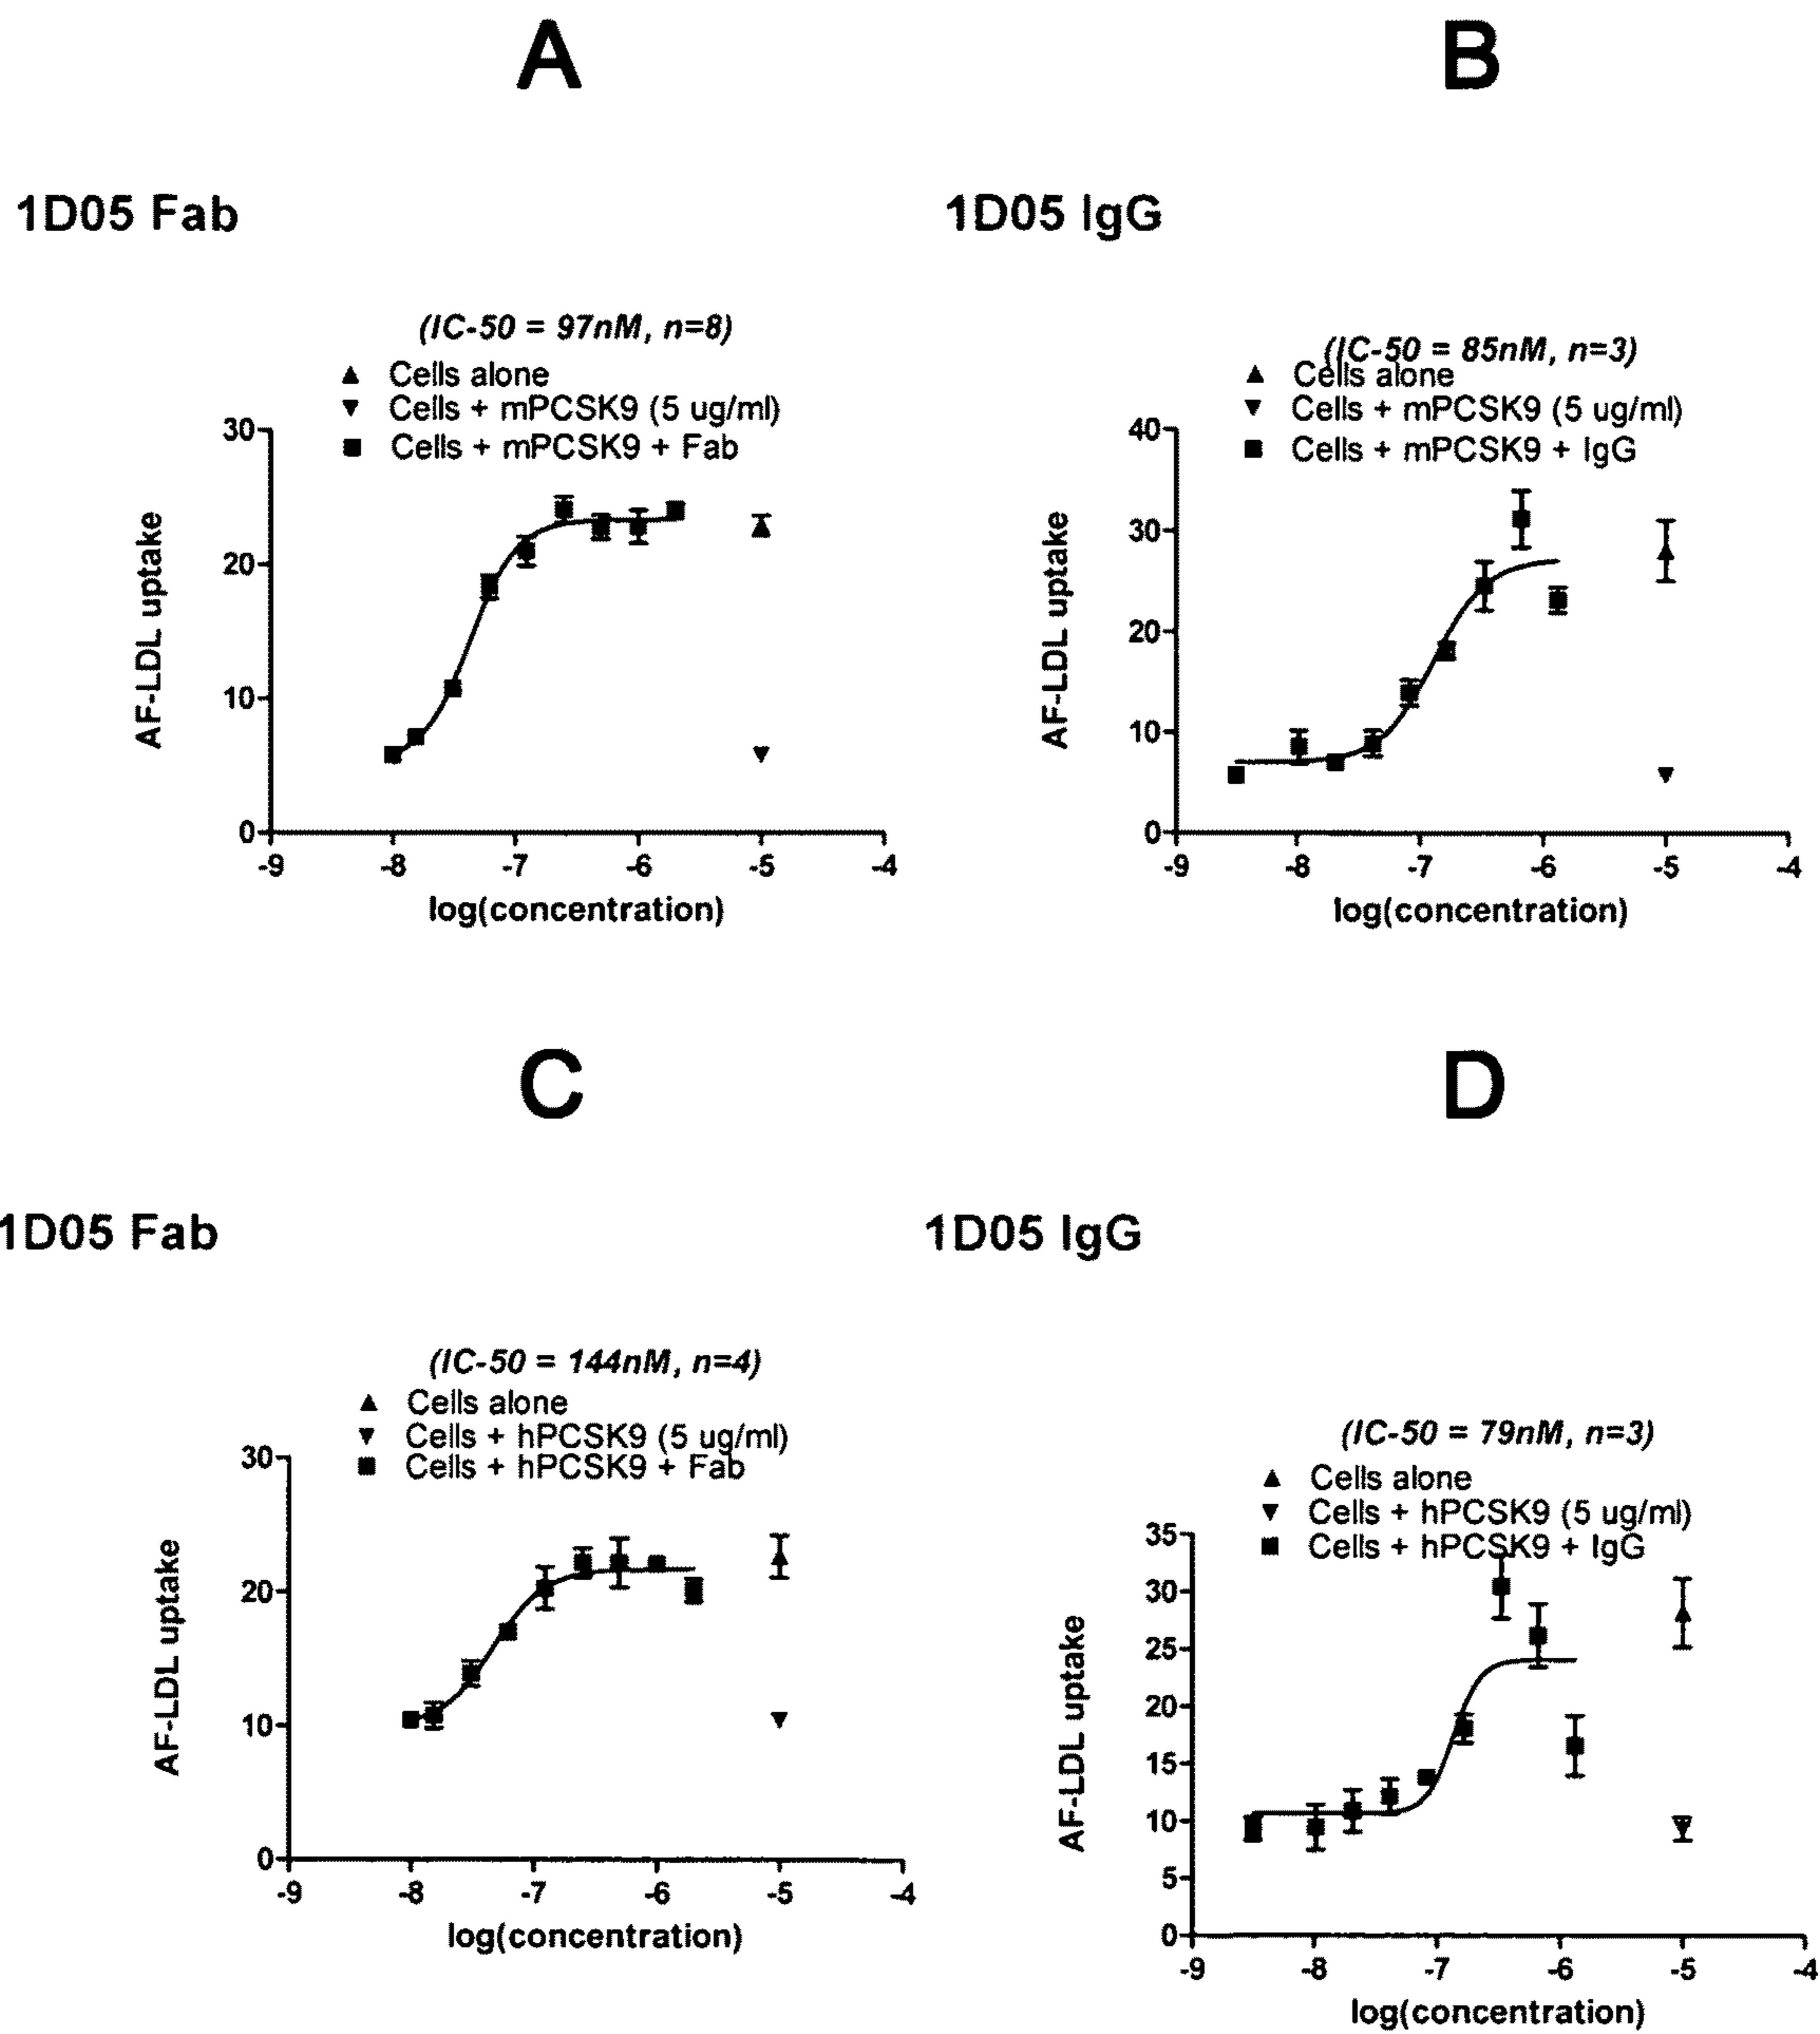 A
B
1D05 Fab
1D05 IgG
(IC-50 = 97nM, n=8)
Cells alone
Cells + mPCSK9 (5 ug/ml)
Cells + mPCSK9 + Fab
30
20
10
0
AF-LDL uptake
-9 -8 -7 -6 -5 -4
log(concentration)
(IC-50 = 85nM, n=3)
Cells alone
Cells + mPCSK9 (5 ug/ml)
Cells + mPCSK9 + IgG
40
30
20
10
0
AF-LDL uptake
-9 -8 -7 -6 -5 -4
log(concentration)
C
D
1D05 Fab
1D05 IgG
(IC-50 = 144nM, n=4)
Cells alone
Cells + hPCSK9 (5 ug/ml)
Cells + hPCSK9 + Fab
30
20
10
0
AF-LDL uptake
-9 -8 -7 -6 -5 -4
log(concentration)
(IC-50 = 79nM, n=3)
Cells alone
Cells + hPCSK9 (5 ug/ml)
Cells + hPCSK9 + IgG
35
30
25
20
15
10
5
0
AF-LDL uptake
-9 -8 -7 -6 -5 -4
log(concentration)